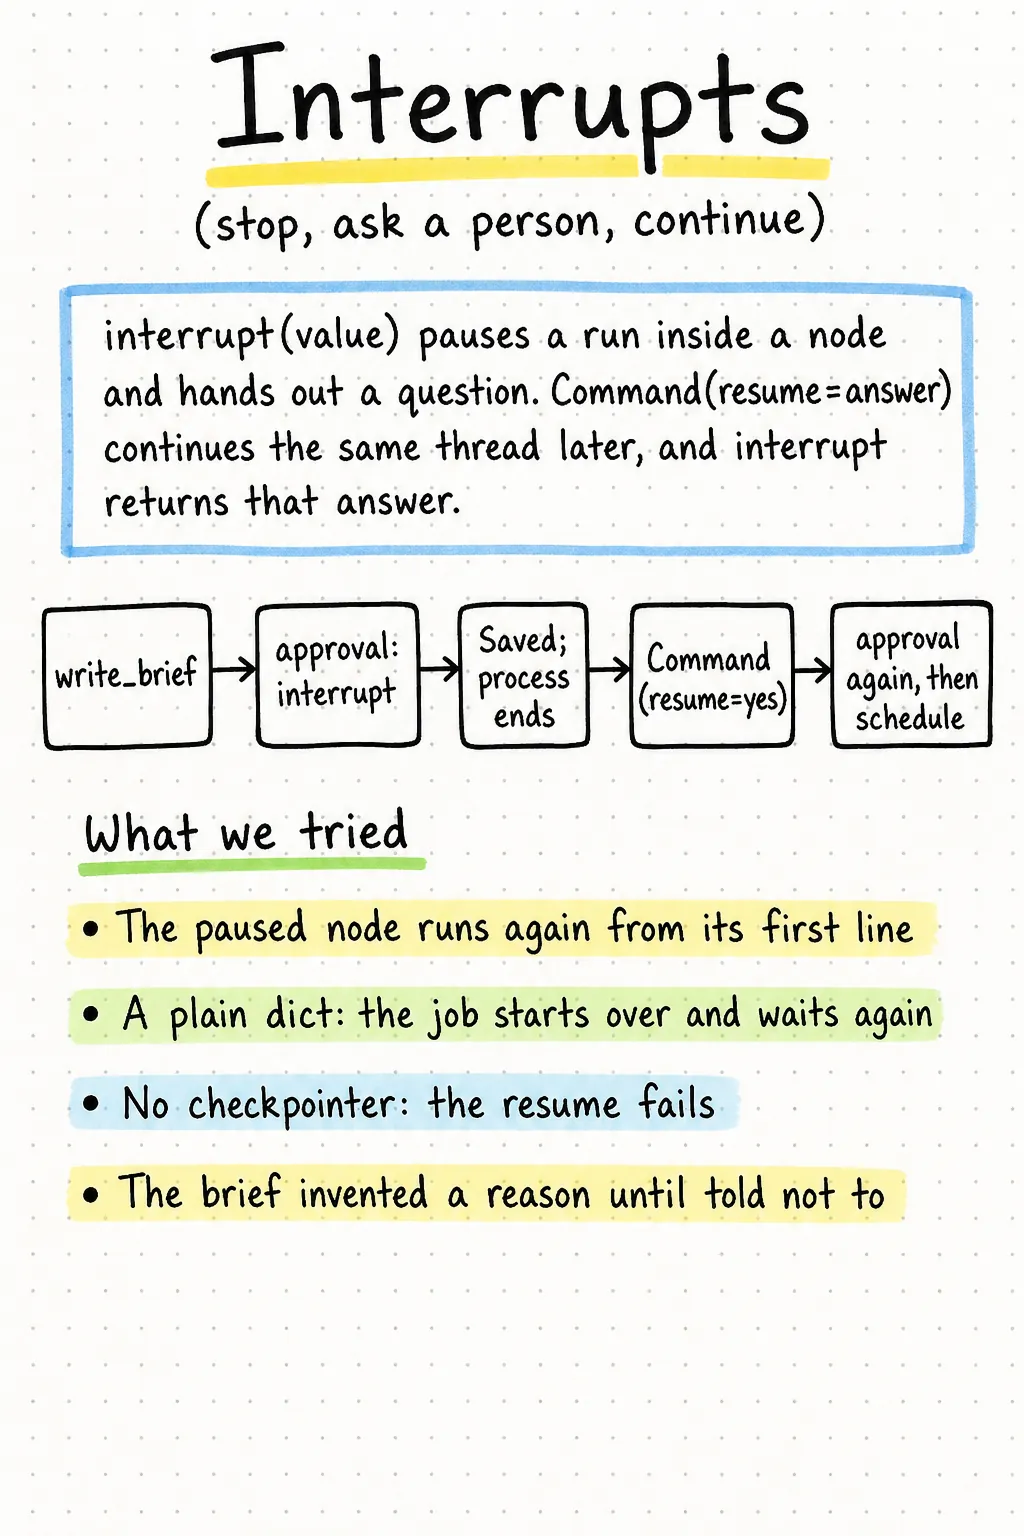 Interrupts
(stop, ask a person, continue)
interrupt(value) pauses a run inside a node
and hands out a question. Command(resume=answer)
continues the same thread later, and interrupt
returns that answer.
write_brief
approval:
interrupt
Saved;
process
ends
Command
(resume=yes)
approval
again, then
schedule
What we tried
• The paused node runs again from its first line
• A plain dict: the job starts over and waits again
• No checkpointer: the resume fails
• The brief invented a reason until told not to